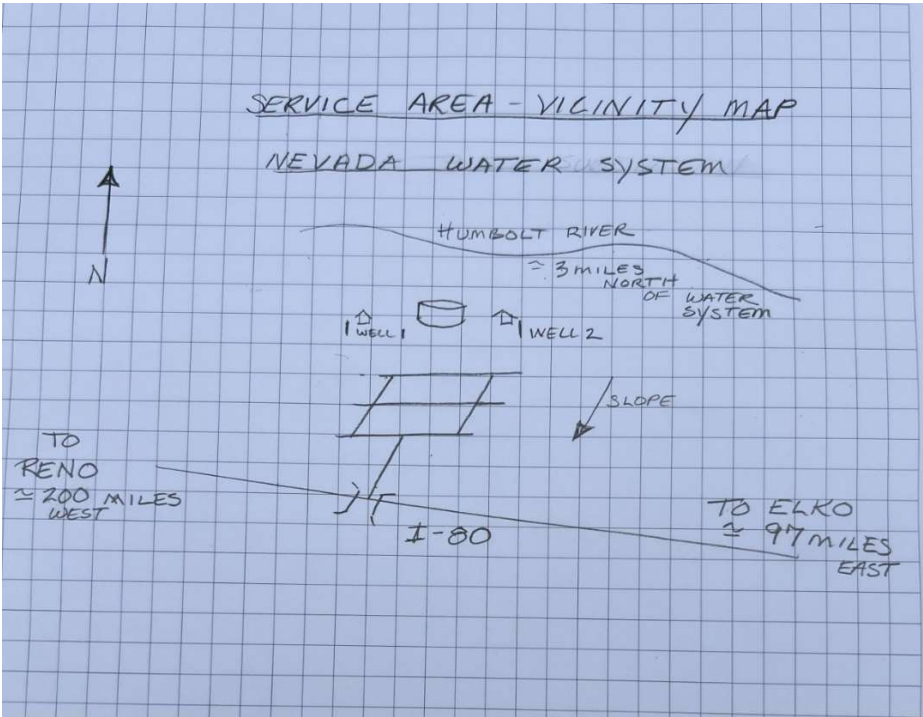 SERVICE AREA - VICINITY MAP
NEVADA WATER SYSTEM
N
HUMBOLT RIVER
≃ 3 MILES
NORTH
OF WATER
SYSTEM
WELL 1
WELL 2
SLOPE
TO
RENO
≃ 200 MILES
WEST
I-80
TO ELKO
≃ 97 MILES
EAST